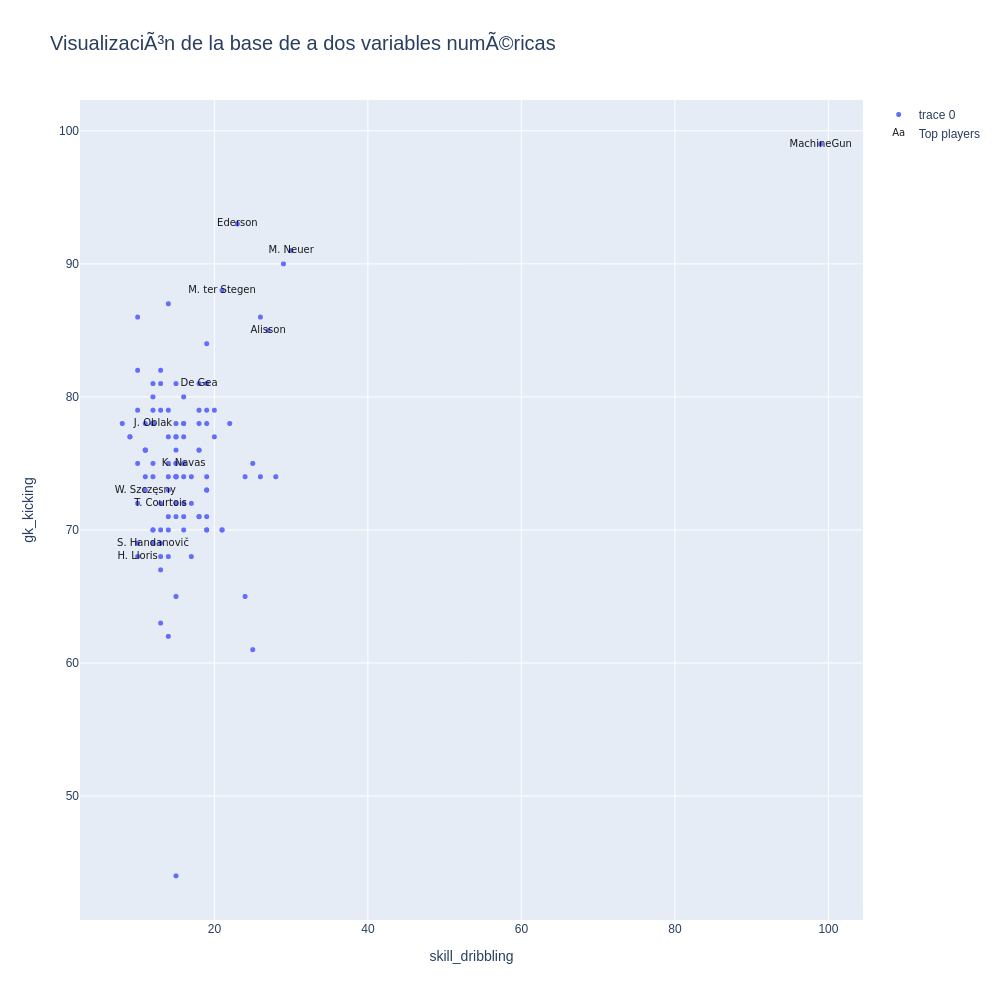 VisualizaciÃ³n de la base de a dos variables numÃ©ricas
trace 0
Aa Top players
100
90
80
70
60
50
gk_kicking
MachineGun
Ederson
M. Neuer
M. ter Stegen
Alisson
De Gea
J. Oblak
K. Navas
W. Szczęsny
T. Courtois
S. Handanovič
H. Lloris
20 40 60 80 100
skill_dribbling